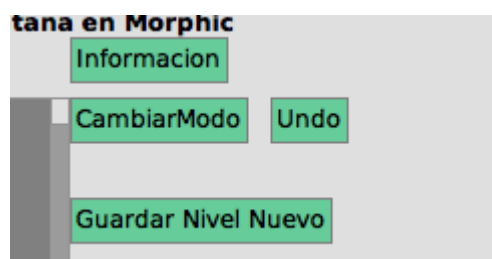 tana en Morphic
Informacion
CambiarModo Undo
Guardar Nivel Nuevo